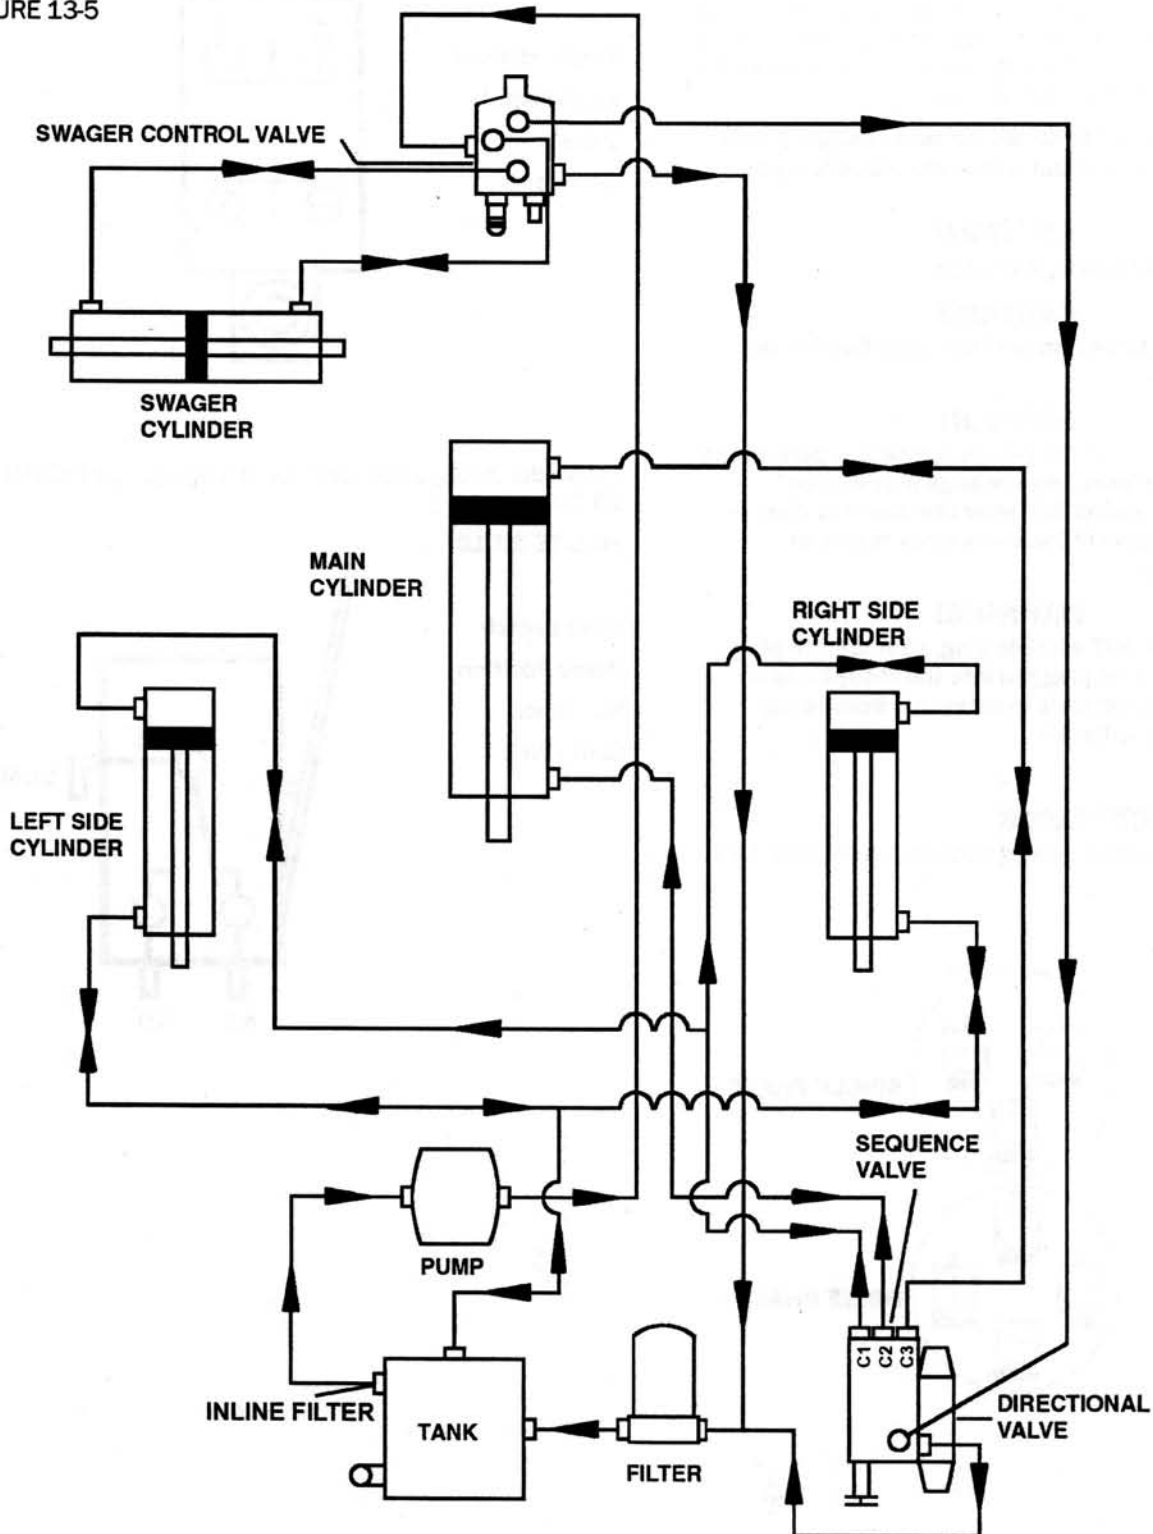 URE 13-5
SWAGER CONTROL VALVE
SWAGER
CYLINDER
MAIN
CYLINDER
RIGHT SIDE
CYLINDER
LEFT SIDE
CYLINDER
SEQUENCE
VALVE
PUMP
C1
C2
C3
INLINE FILTER
TANK
DIRECTIONAL
VALVE
FILTER